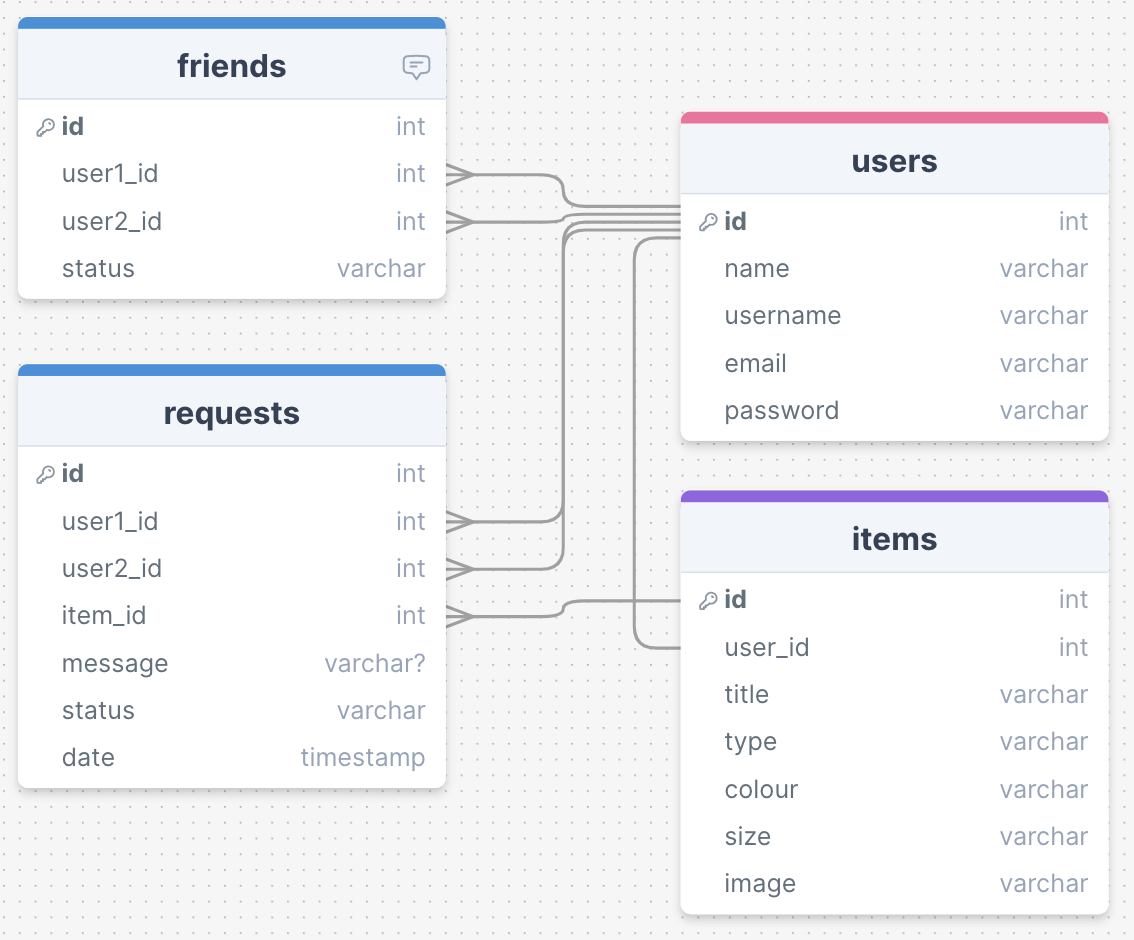 friends
id int
user1_id int
user2_id int
status varchar
requests
id int
user1_id int
user2_id int
item_id int
message varchar?
status varchar
date timestamp
users
id int
name varchar
username varchar
email varchar
password varchar
items
id int
user_id int
title varchar
type varchar
colour varchar
size varchar
image varchar